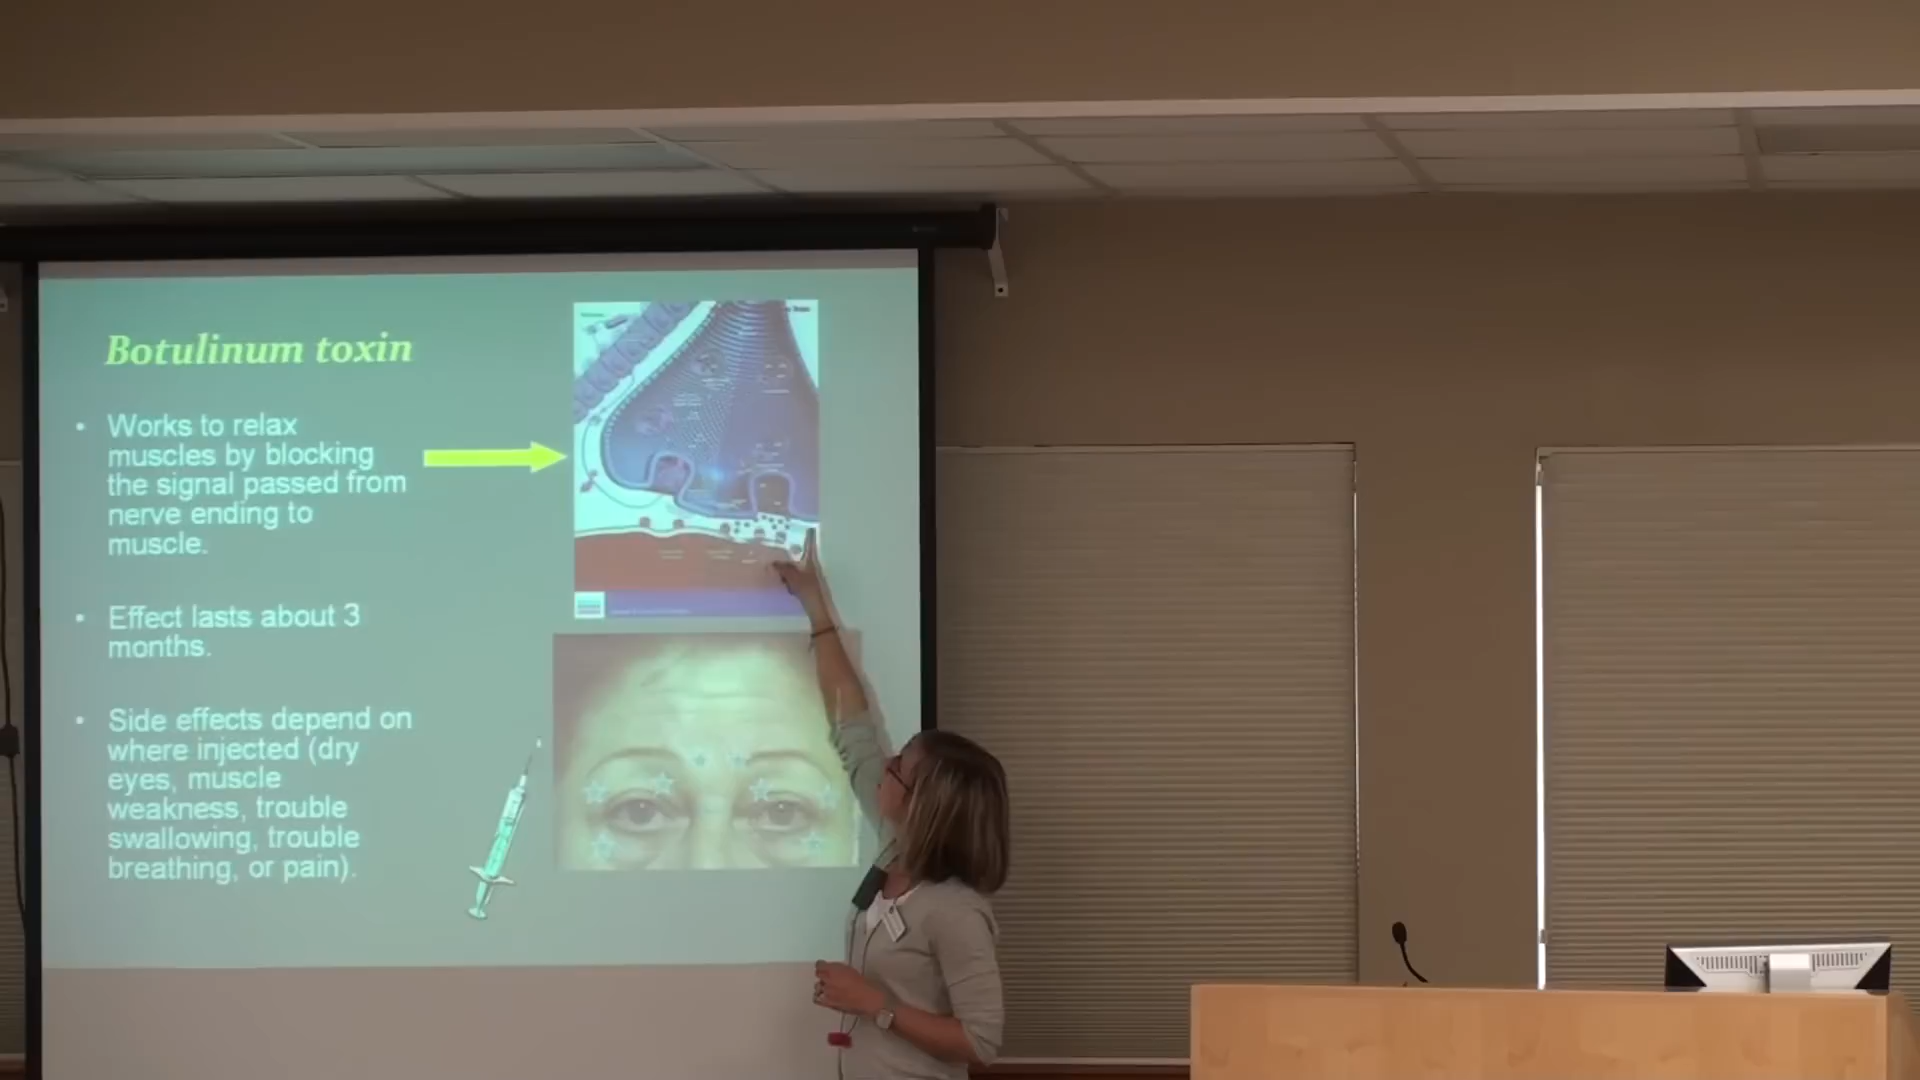 Botulinum toxin
• Works to relax
muscles by blocking
the signal passed from
nerve ending to
muscle.
• Effect lasts about 3
months.
• Side effects depend on
where injected (dry
eyes, muscle
weakness, trouble
swallowing, trouble
breathing, or pain).